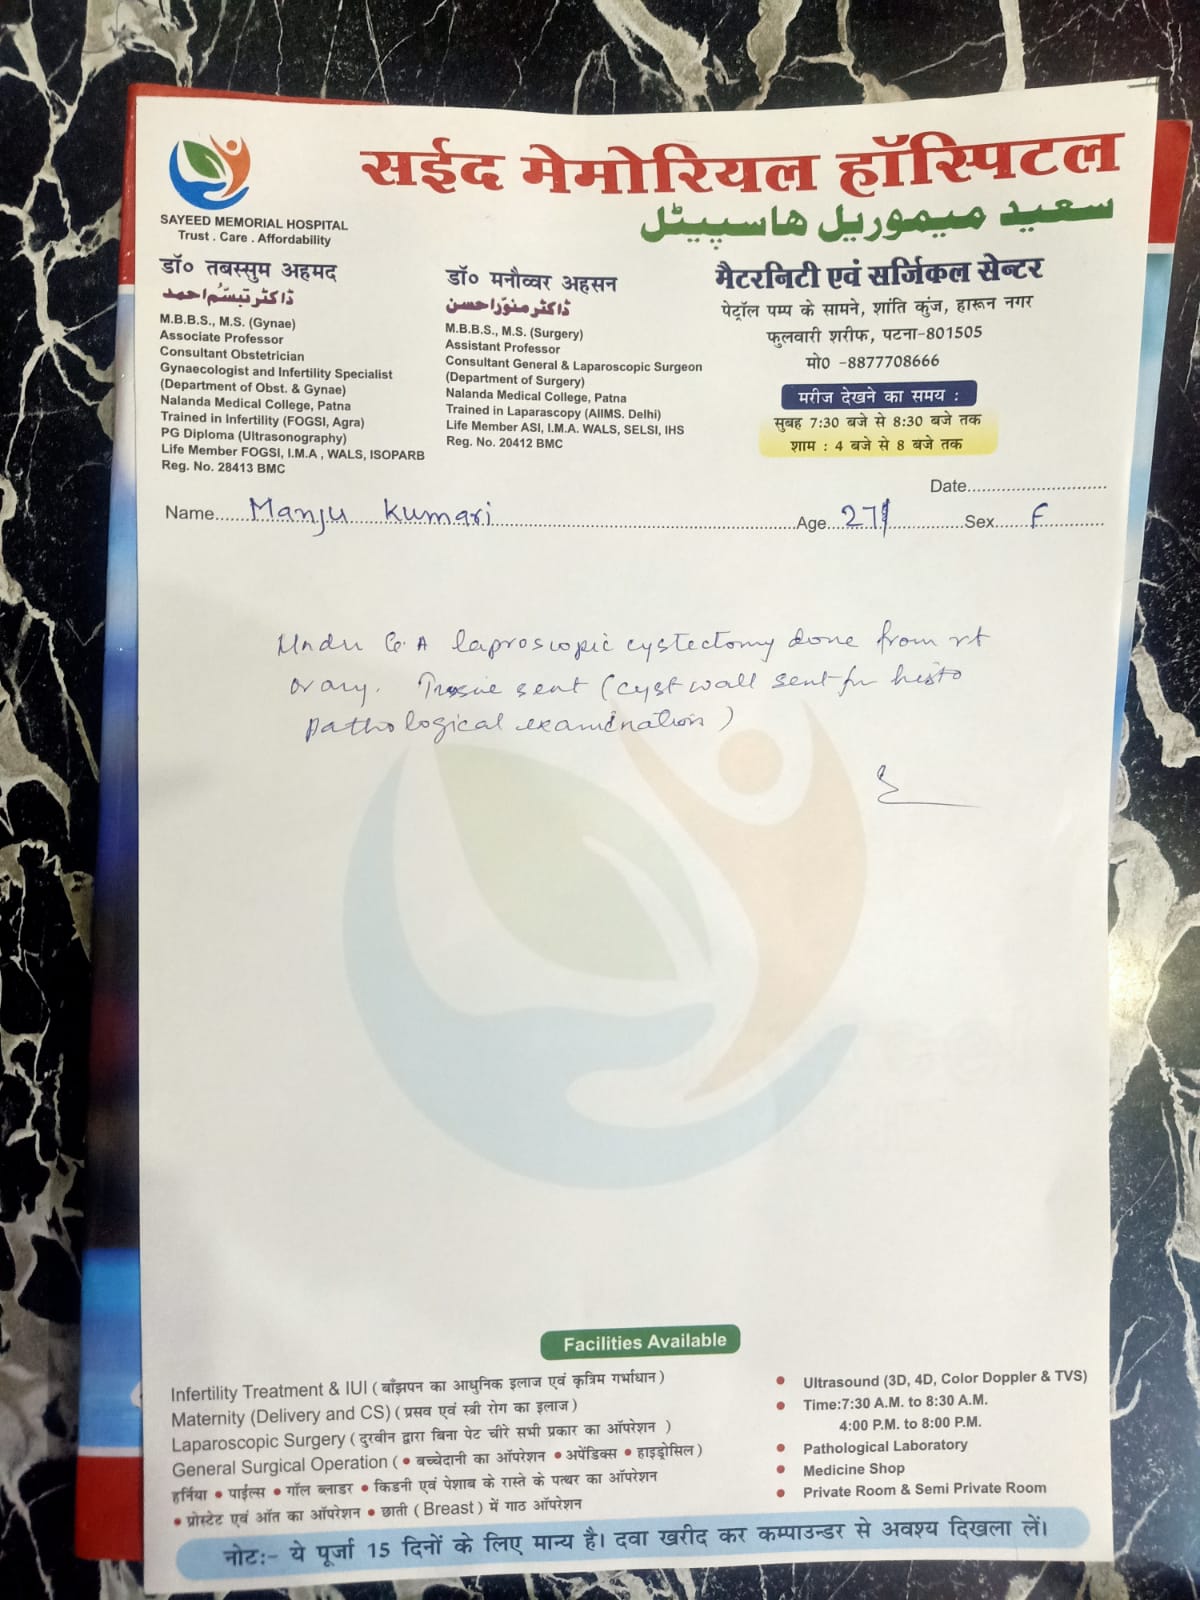 सईद मेमोरियल हॉस्पिटल
سعید میموریل ھاسپیٹل
SAYEED MEMORIAL HOSPITAL
Trust . Care . Affordability
डॉ० तबस्सुम अहमद
ڈاکٹر تبسّم احمد
M.B.B.S., M.S. (Gynae)
Associate Professor
Consultant Obstetrician
Gynaecologist and Infertility Specialist
(Department of Obst. & Gynae)
Nalanda Medical College, Patna
Trained in Infertility (FOGSI, Agra)
PG Diploma (Ultrasonography)
Life Member FOGSI, I.M.A , WALS, ISOPARB
Reg. No. 28413 BMC
डॉ० मनौव्वर अहसन
ڈاکٹر منوّر احسن
M.B.B.S., M.S. (Surgery)
Assistant Professor
Consultant General & Laparoscopic Surgeon
(Department of Surgery)
Nalanda Medical College, Patna
Trained in Laparascopy (AIIMS. Delhi)
Life Member ASI, I.M.A. WALS, SELSI, IHS
Reg. No. 20412 BMC
मैटरनिटी एवं सर्जिकल सेन्टर
पेट्रॉल पम्प के सामने, शांति कुंज, हारून नगर
फुलवारी शरीफ, पटना-801505
मो0 -8877708666
मरीज देखने का समय :
सुबह 7:30 बजे से 8:30 बजे तक
शाम : 4 बजे से 8 बजे तक
Date............................
Name.....Manju Kumari..........Age...27.........Sex......F............
Under G.A laproscopic cystectomy done from rt
ovary. Tissue sent (cyst wall sent for histo
pathological examination)
Facilities Available
Infertility Treatment & IUI ( बाँझपन का आधुनिक इलाज एवं कृत्रिम गर्भाधान )
Maternity (Delivery and CS) ( प्रसव एवं स्त्री रोग का इलाज )
Laparoscopic Surgery ( दुरवीन द्वारा बिना पेट चीरे सभी प्रकार का ऑपरेशन )
General Surgical Operation ( • बच्चेदानी का ऑपरेशन • अपेंडिक्स • हाइड्रोसिल )
हर्निया • पाईल्स • गॉल ब्लाडर • किडनी एवं पेशाब के रास्ते के पत्थर का ऑपरेशन
• प्रोस्टेट एवं आँत का ऑपरेशन • छाती ( Breast ) में गाठ ऑपरेशन
• Ultrasound (3D, 4D, Color Doppler & TVS)
• Time:7:30 A.M. to 8:30 A.M.
4:00 P.M. to 8:00 P.M.
• Pathological Laboratory
• Medicine Shop
• Private Room & Semi Private Room
नोटः- ये पूर्जा 15 दिनों के लिए मान्य है। दवा खरीद कर कम्पाउन्डर से अवश्य दिखला लें।